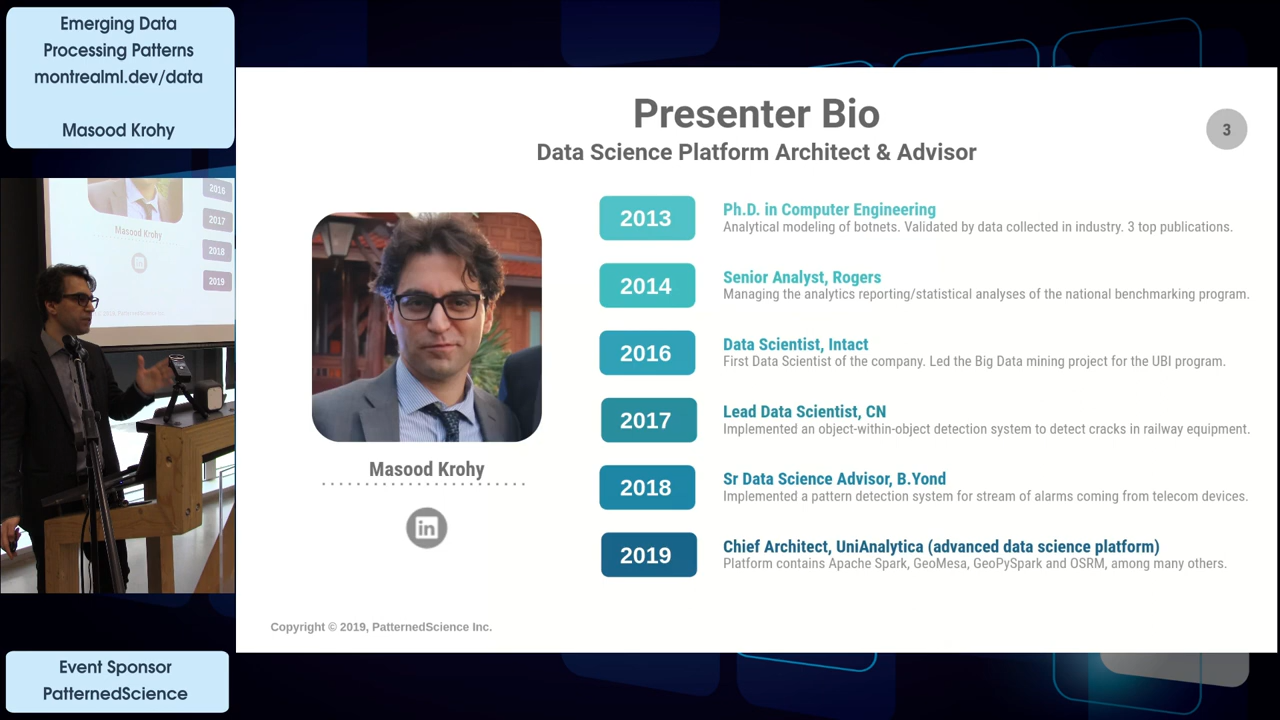 Emerging Data
Processing Patterns
montrealml.dev/data
Masood Krohy
2016
2017
Masood Krohy
2018
2019
Event Sponsor
PatternedScience
Presenter Bio
Data Science Platform Architect & Advisor
3
Masood Krohy
in
2013
Ph.D. in Computer Engineering
Analytical modeling of botnets. Validated by data collected in industry. 3 top publications.
2014
Senior Analyst, Rogers
Managing the analytics reporting/statistical analyses of the national benchmarking program.
2016
Data Scientist, Intact
First Data Scientist of the company. Led the Big Data mining project for the UBI program.
2017
Lead Data Scientist, CN
Implemented an object-within-object detection system to detect cracks in railway equipment.
2018
Sr Data Science Advisor, B.Yond
Implemented a pattern detection system for stream of alarms coming from telecom devices.
2019
Chief Architect, UniAnalytica (advanced data science platform)
Platform contains Apache Spark, GeoMesa, GeoPySpark and OSRM, among many others.
Copyright © 2019, PatternedScience Inc.